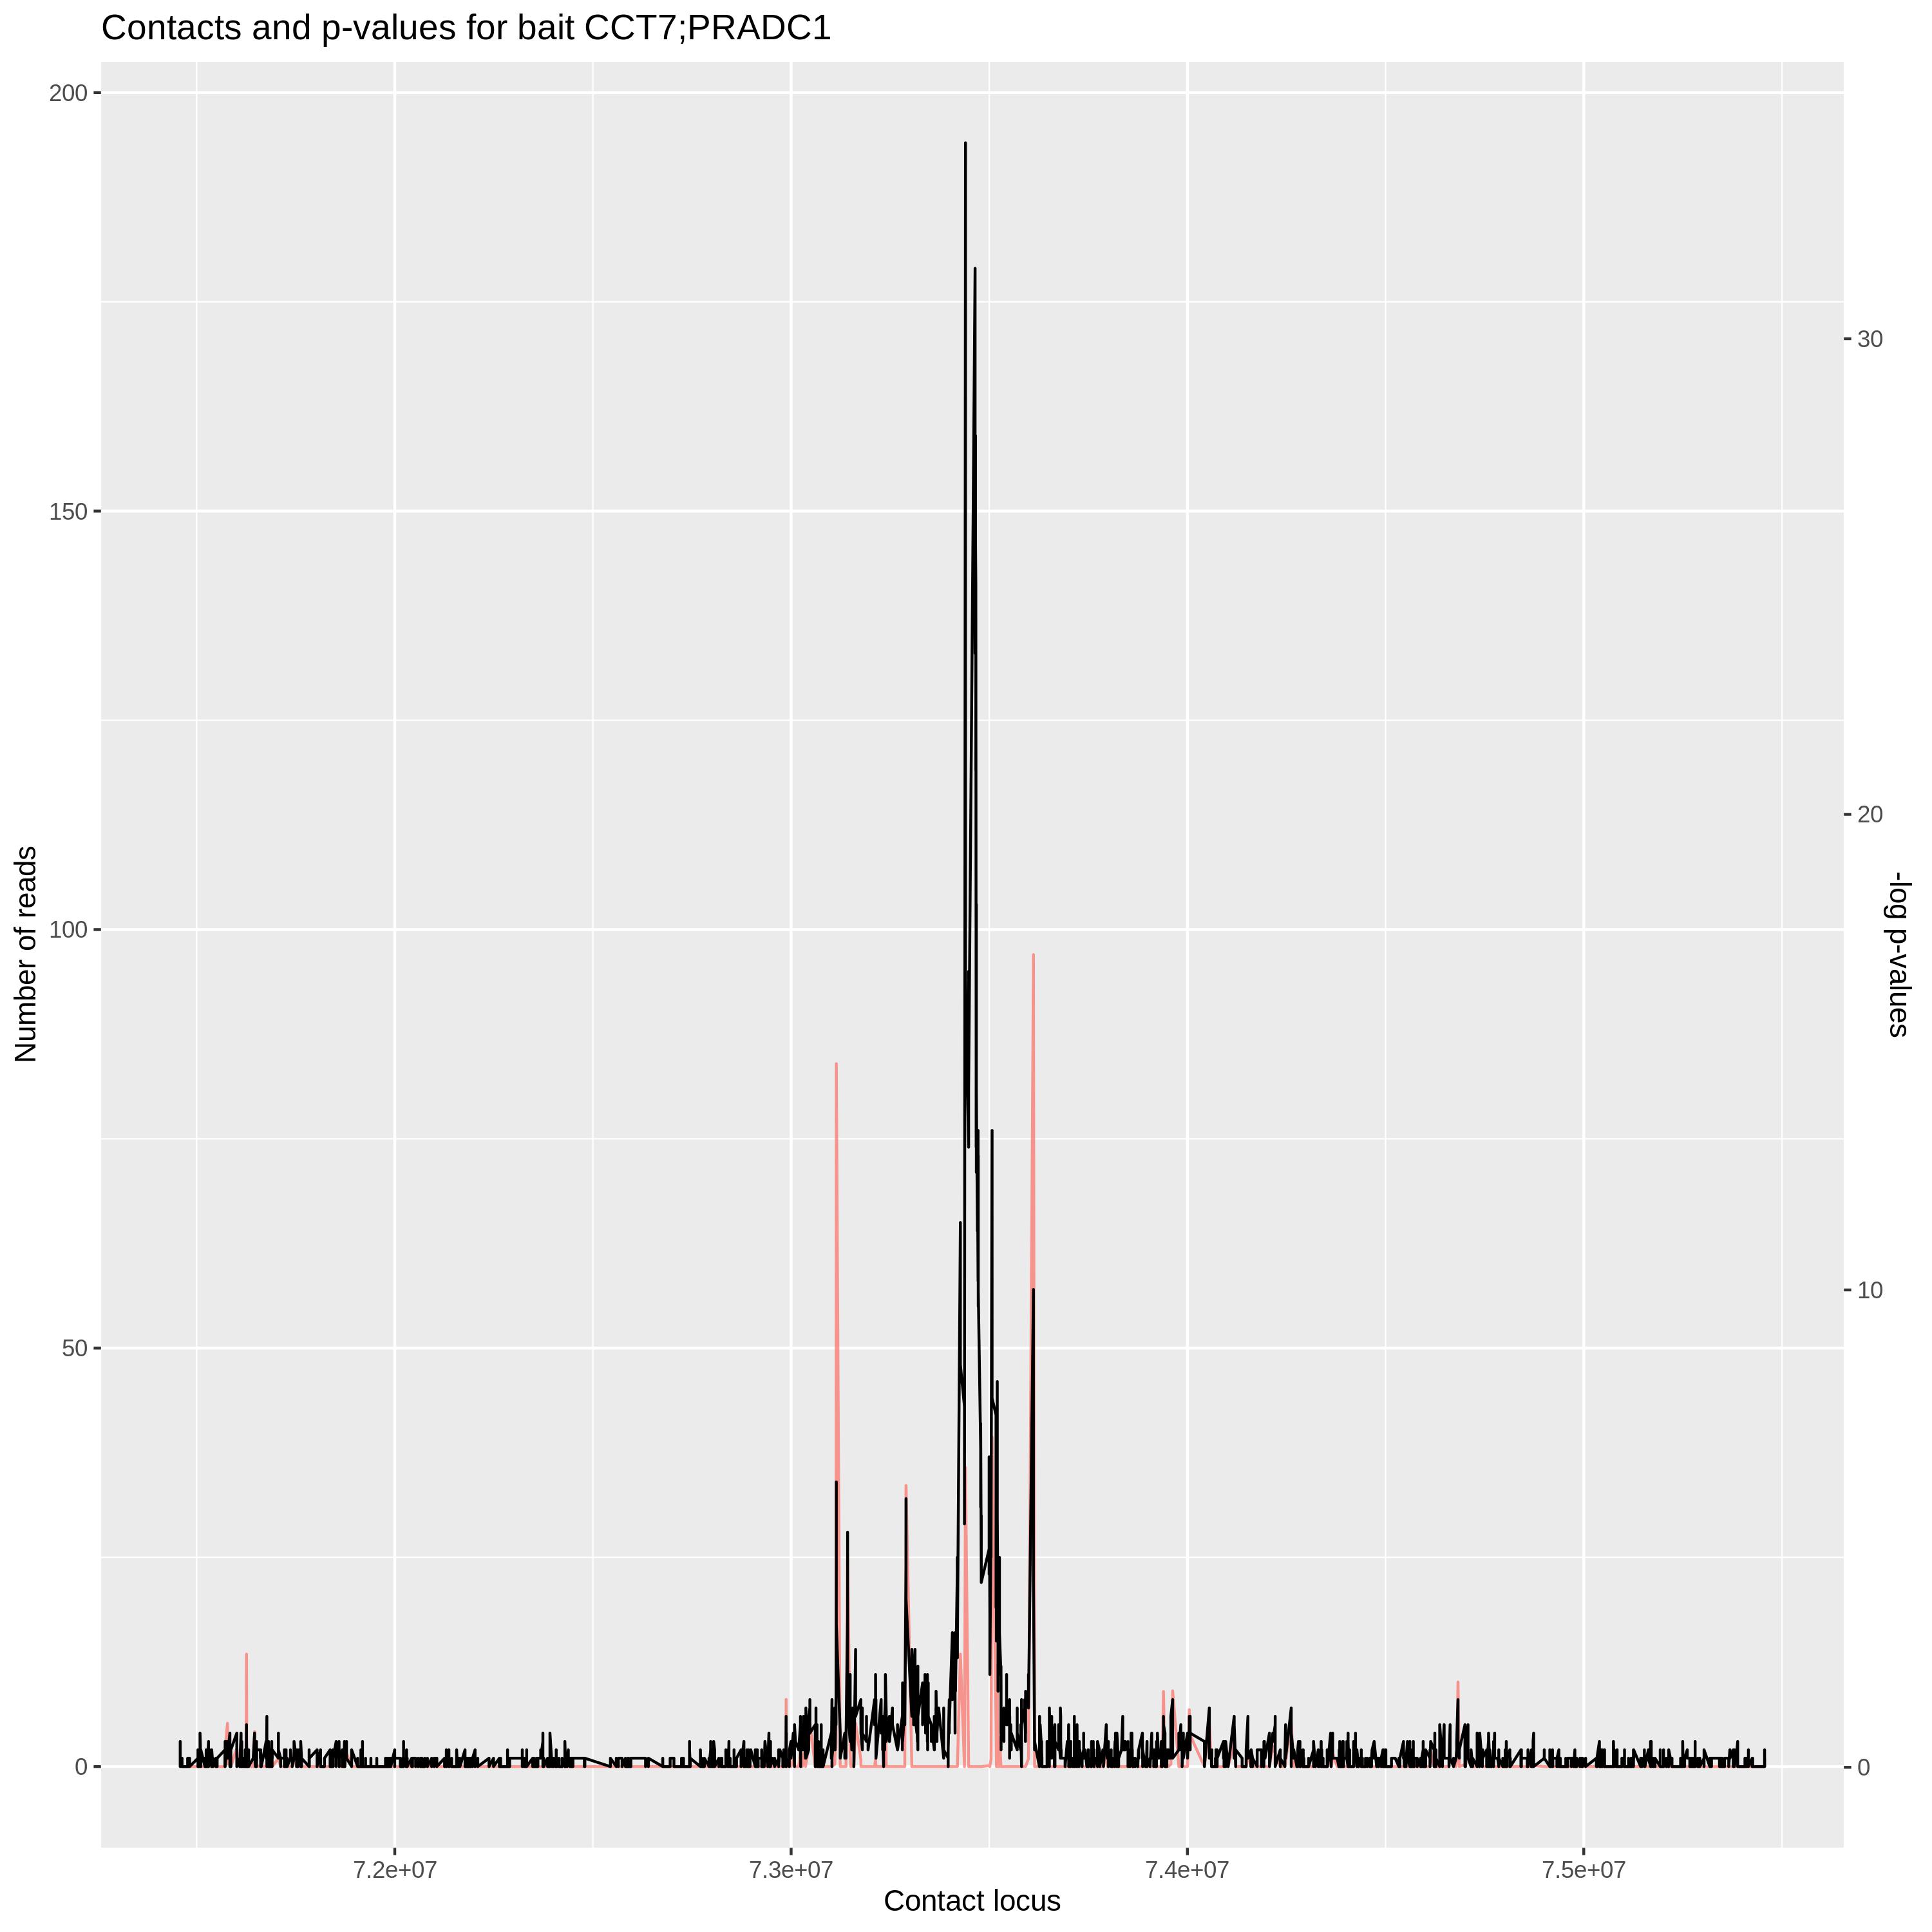 Contacts and p-values for bait CCT7;PRADC1
200
150
100
50
0
Number of reads
30
20
10
0
-log p-values
7.2e+07
7.3e+07
7.4e+07
7.5e+07
Contact locus